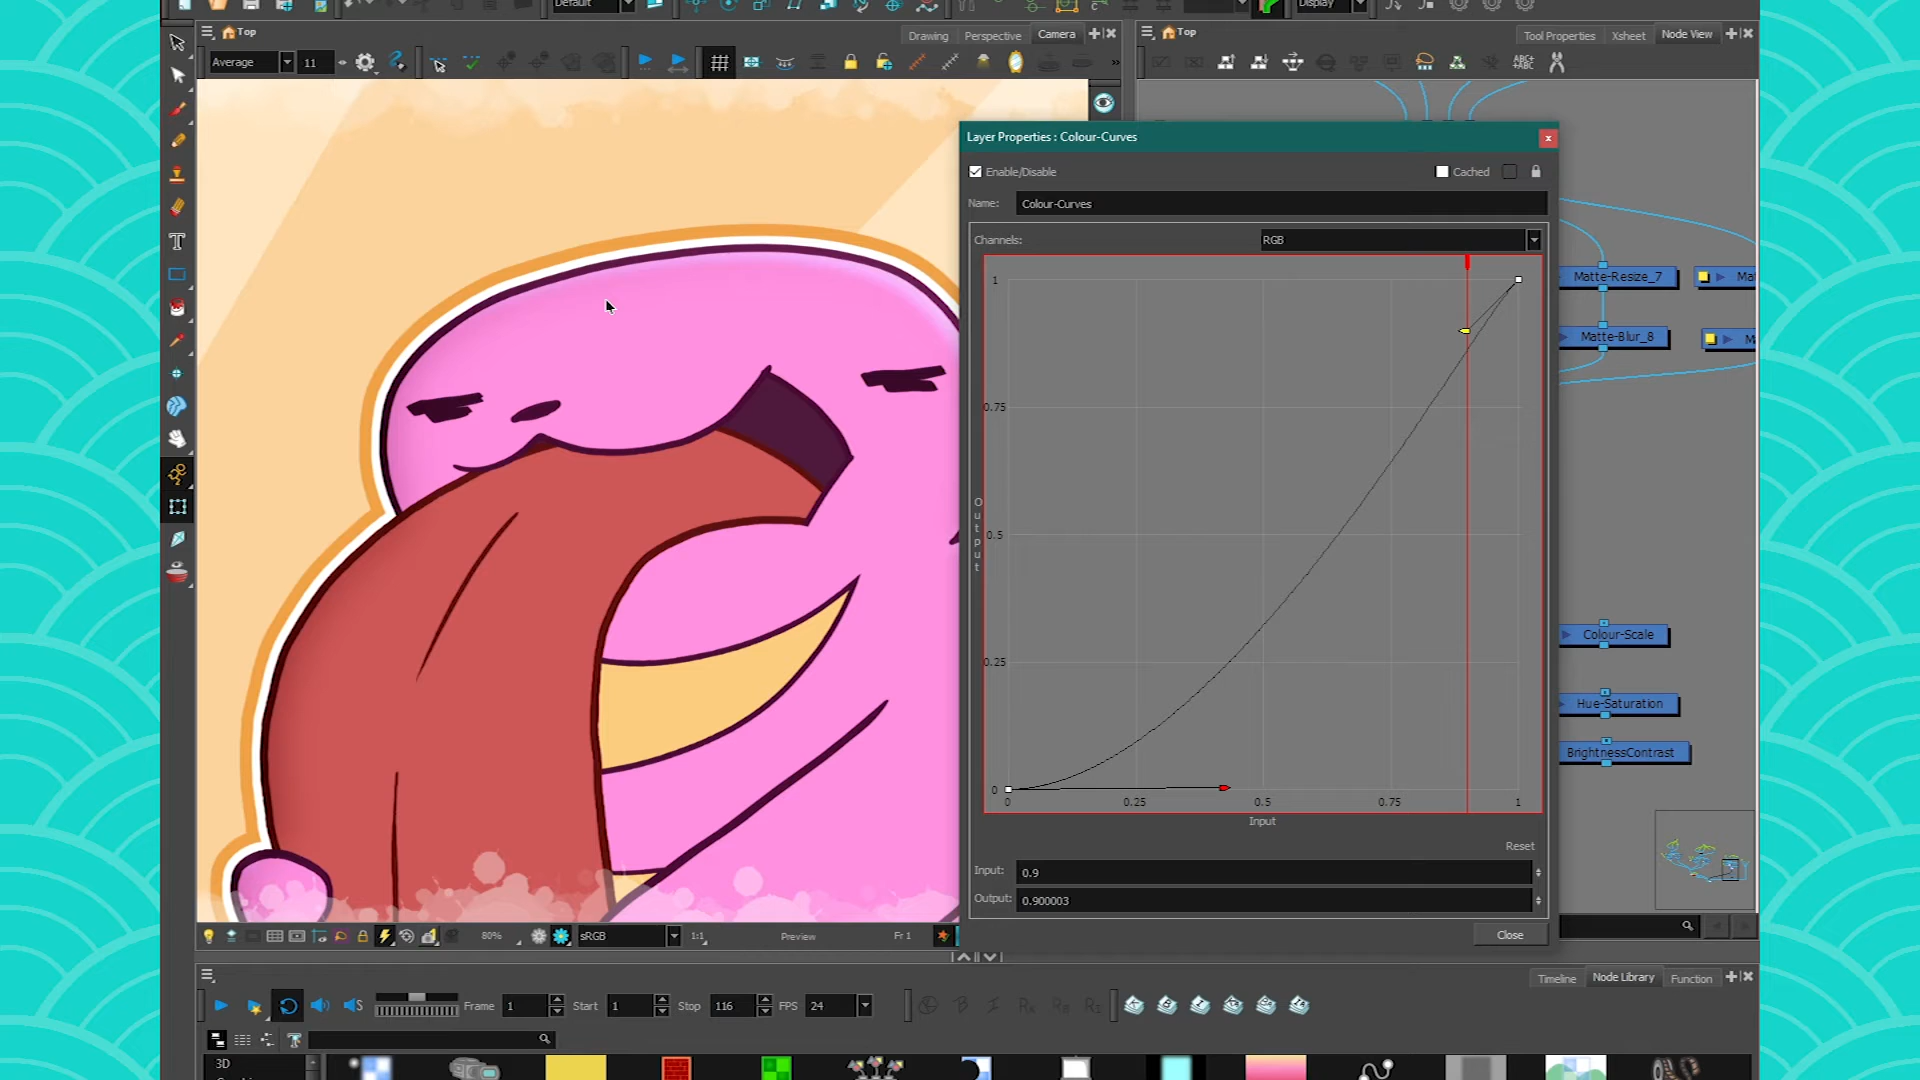 Default
Display
Top
Drawing
Perspective
Camera
Top
Tool Properties
Xsheet
Node View
Average
11
ABC
ABC
Layer Properties : Colour-Curves
Enable/Disable
Cached
Name:
Colour-Curves
Channels:
RGB
1
0.75
0.5
0.25
0
Output
0
0.25
0.5
0.75
1
Input
Reset
Input:
0.9
Output:
0.900003
Close
Matte-Resize_7
Matte-Blur_8
Colour-Scale
Hue-Saturation
BrightnessContrast
80%
sRGB
1:1
Preview
Fr 1
Timeline
Node Library
Function
Frame
1
Start
1
Stop
116
FPS
24
3D